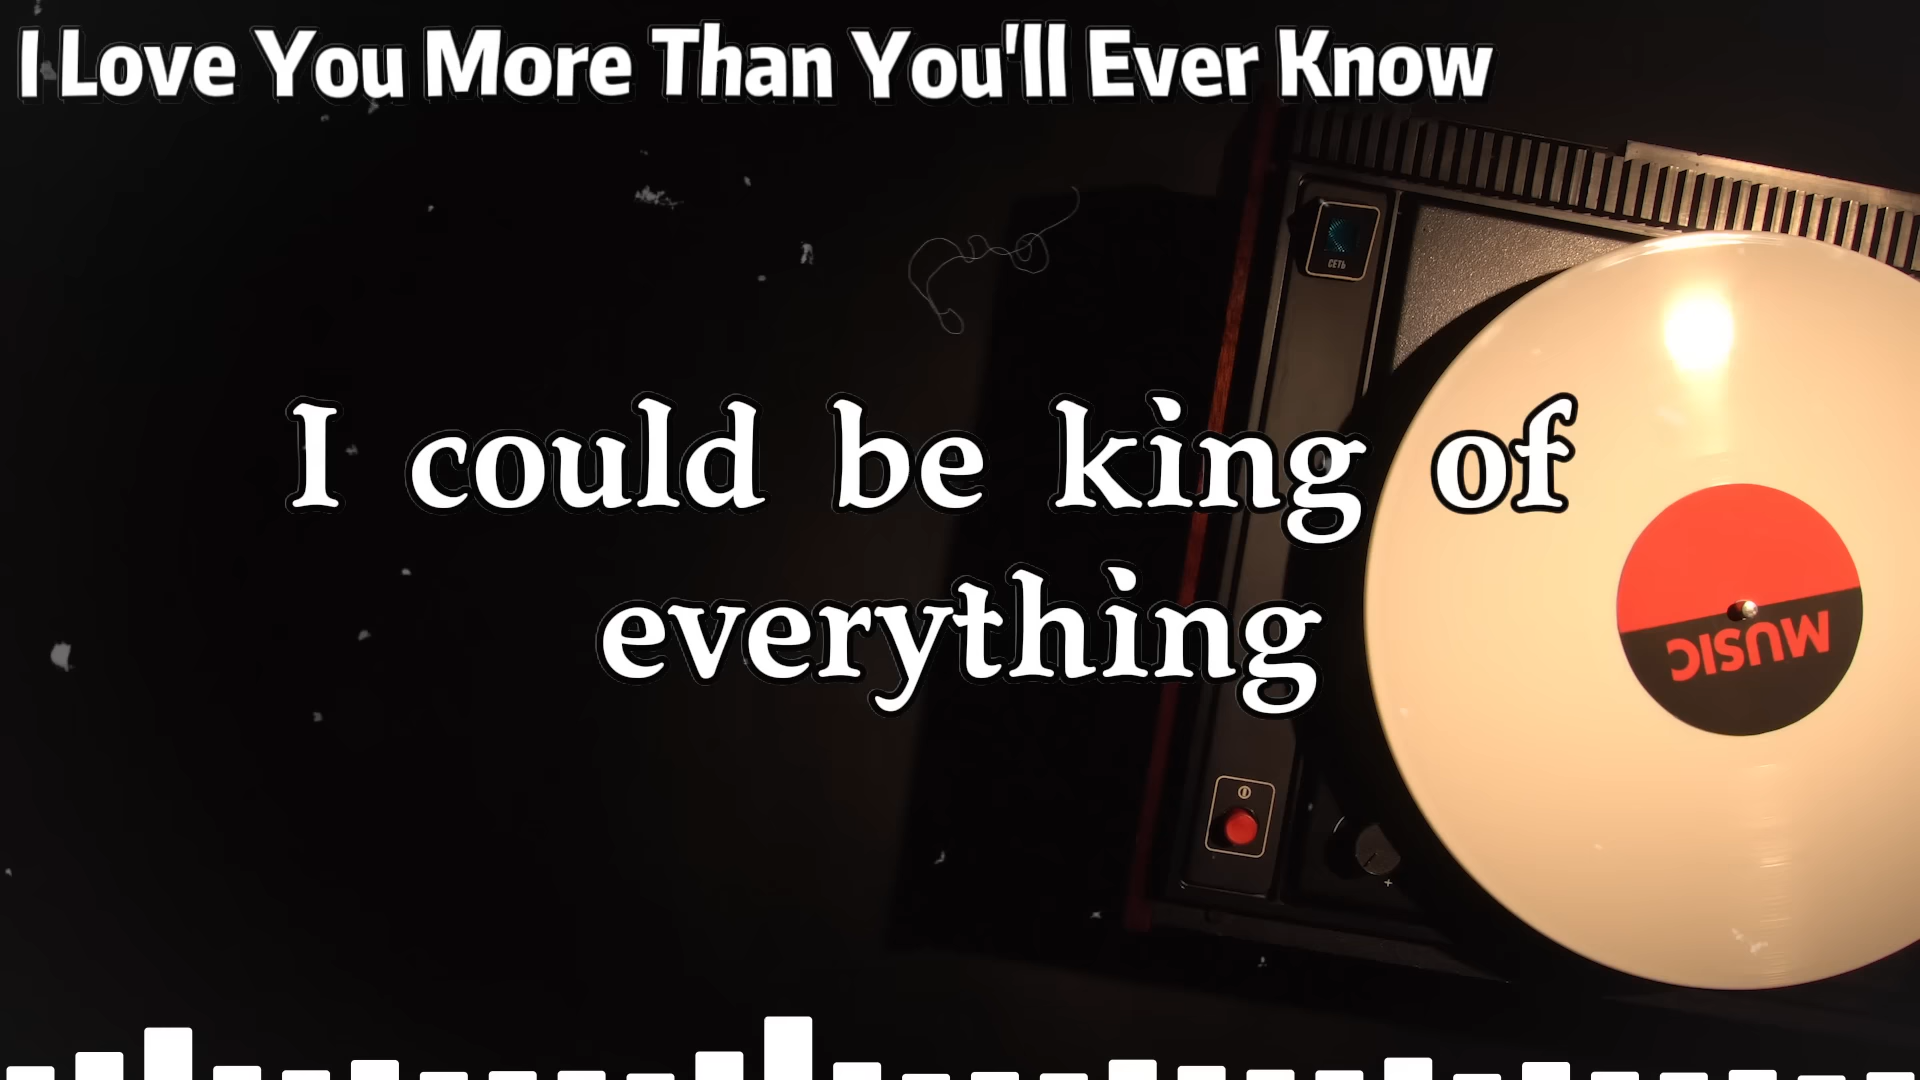 I Love You More Than You'll Ever Know
СЕТЬ
I could be king of
everything
MUSIC